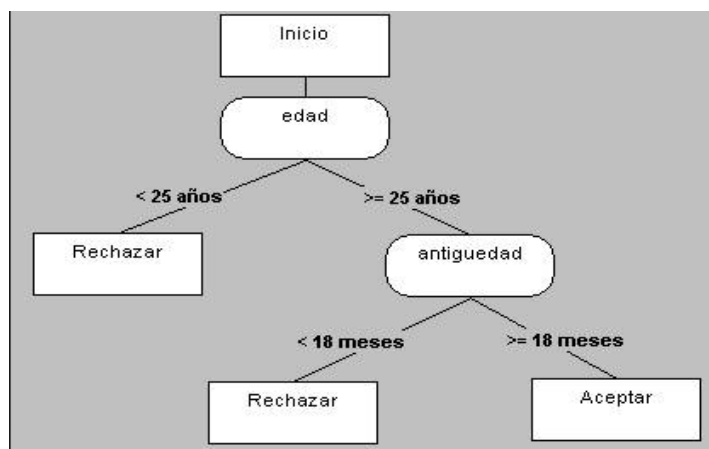 Inicio
edad
< 25 años
>= 25 años
Rechazar
antiguedad
< 18 meses
>= 18 meses
Rechazar
Aceptar